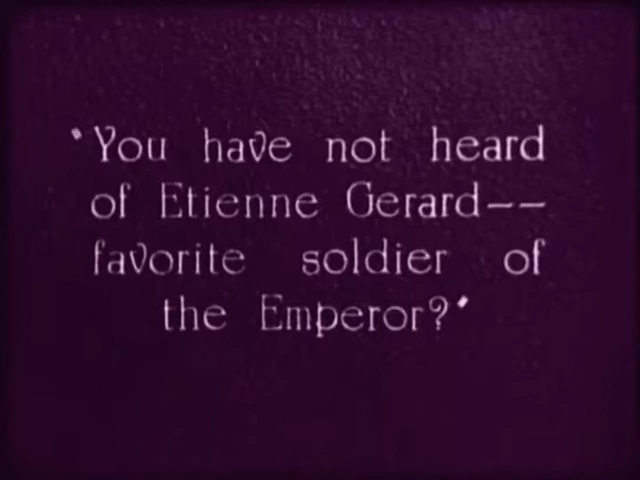 "You have not heard
of Etienne Gerard--
favorite soldier of
the Emperor?"